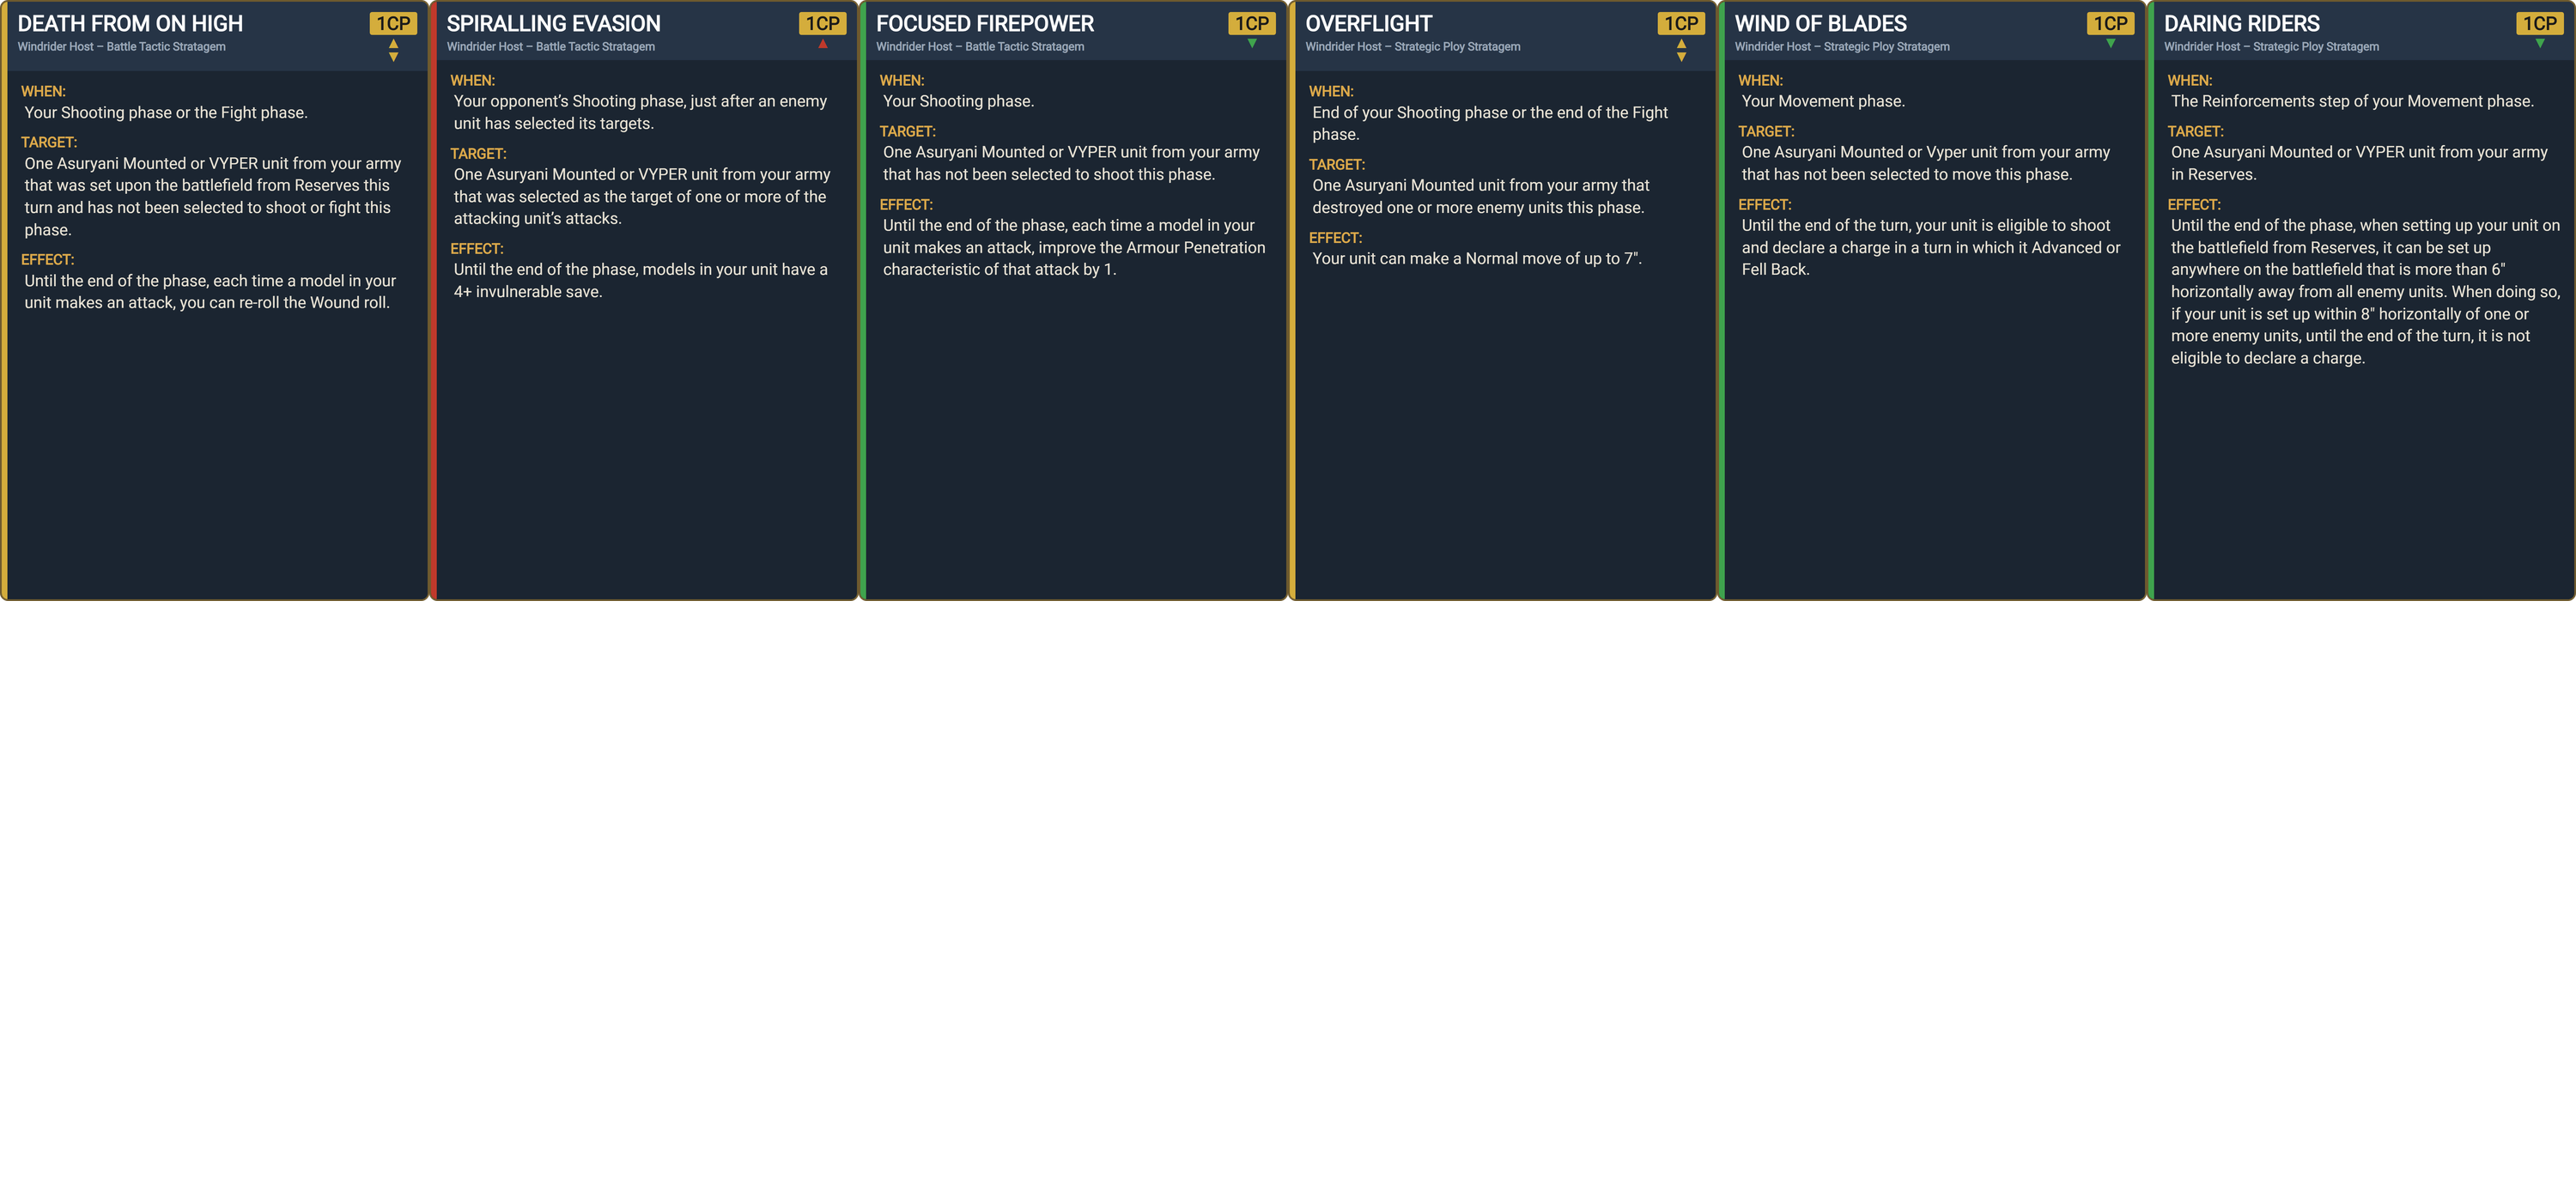 DEATH FROM ON HIGH
1CP
Windrider Host – Battle Tactic Stratagem
WHEN:
Your Shooting phase or the Fight phase.
TARGET:
One Asuryani Mounted or VYPER unit from your army
that was set upon the battlefield from Reserves this
turn and has not been selected to shoot or fight this
phase.
EFFECT:
Until the end of the phase, each time a model in your
unit makes an attack, you can re-roll the Wound roll.
SPIRALLING EVASION
1CP
Windrider Host – Battle Tactic Stratagem
WHEN:
Your opponent’s Shooting phase, just after an enemy
unit has selected its targets.
TARGET:
One Asuryani Mounted or VYPER unit from your army
that was selected as the target of one or more of the
attacking unit’s attacks.
EFFECT:
Until the end of the phase, models in your unit have a
4+ invulnerable save.
FOCUSED FIREPOWER
1CP
Windrider Host – Battle Tactic Stratagem
WHEN:
Your Shooting phase.
TARGET:
One Asuryani Mounted or VYPER unit from your army
that has not been selected to shoot this phase.
EFFECT:
Until the end of the phase, each time a model in your
unit makes an attack, improve the Armour Penetration
characteristic of that attack by 1.
OVERFLIGHT
1CP
Windrider Host – Strategic Ploy Stratagem
WHEN:
End of your Shooting phase or the end of the Fight
phase.
TARGET:
One Asuryani Mounted unit from your army that
destroyed one or more enemy units this phase.
EFFECT:
Your unit can make a Normal move of up to 7".
WIND OF BLADES
1CP
Windrider Host – Strategic Ploy Stratagem
WHEN:
Your Movement phase.
TARGET:
One Asuryani Mounted or Vyper unit from your army
that has not been selected to move this phase.
EFFECT:
Until the end of the turn, your unit is eligible to shoot
and declare a charge in a turn in which it Advanced or
Fell Back.
DARING RIDERS
1CP
Windrider Host – Strategic Ploy Stratagem
WHEN:
The Reinforcements step of your Movement phase.
TARGET:
One Asuryani Mounted or VYPER unit from your army
in Reserves.
EFFECT:
Until the end of the phase, when setting up your unit on
the battlefield from Reserves, it can be set up
anywhere on the battlefield that is more than 6"
horizontally away from all enemy units. When doing so,
if your unit is set up within 8" horizontally of one or
more enemy units, until the end of the turn, it is not
eligible to declare a charge.